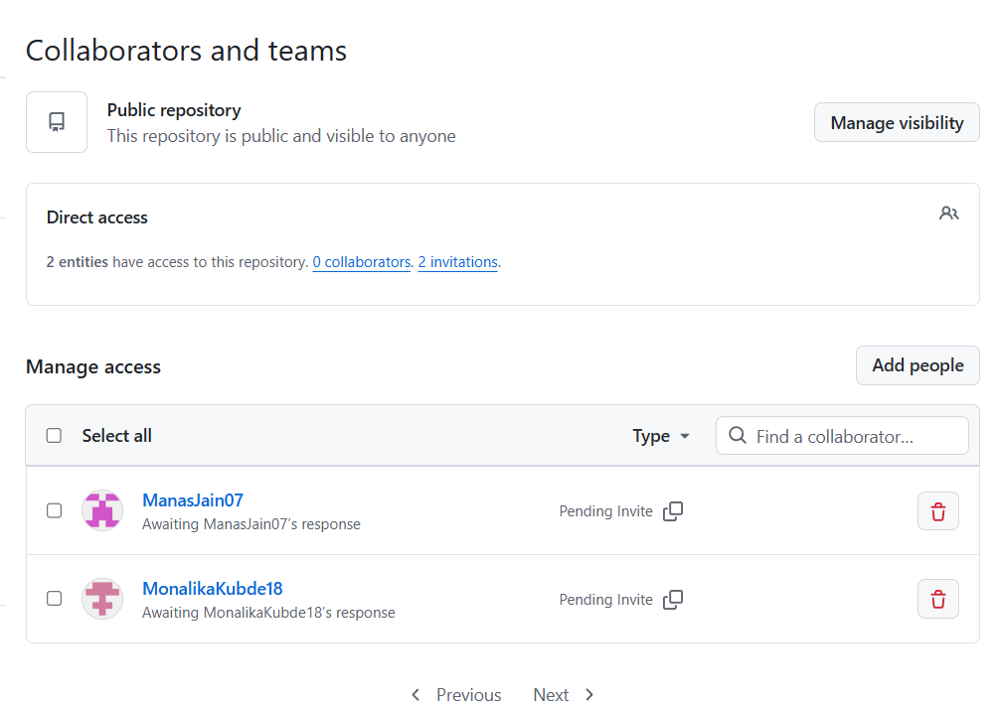 Collaborators and teams
Public repository
This repository is public and visible to anyone
Manage visibility
Direct access
2 entities have access to this repository. 0 collaborators. 2 invitations.
Manage access
Add people
Select all
Type
Find a collaborator...
ManasJain07
Awaiting ManasJain07's response
Pending Invite
MonalikaKubde18
Awaiting MonalikaKubde18's response
Pending Invite
Previous
Next